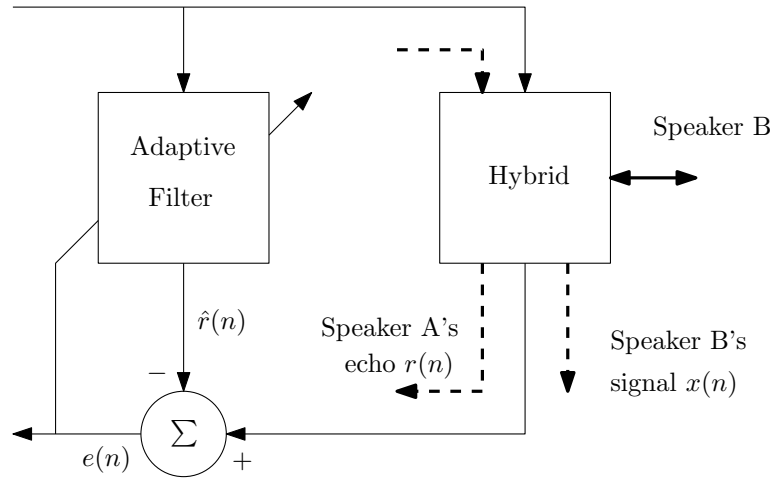 Adaptive
Filter
Hybrid
Speaker B
r̂(n)
Speaker A's
echo r(n)
Speaker B's
signal x(n)
−
∑
e(n)
+